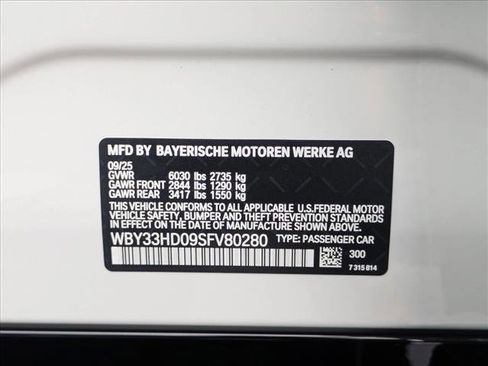 MFD BY BAYERISCHE MOTOREN WERKE AG
09/25
GVWR 6030 lbs 2735 kg
GAWR FRONT 2844 lbs 1290 kg
GAWR REAR 3417 lbs 1550 kg
THIS VEHICLE CONFORMS TO ALL APPLICABLE U.S.FEDERAL MOTOR
VEHICLE SAFETY, BUMPER AND THEFT PREVENTION STANDARDS
IN EFFECT ON THE DATE OF MANUFACTURE SHOWN ABOVE.
WBY33HD09SFV80280 TYPE: PASSENGER CAR
300
7 315 814